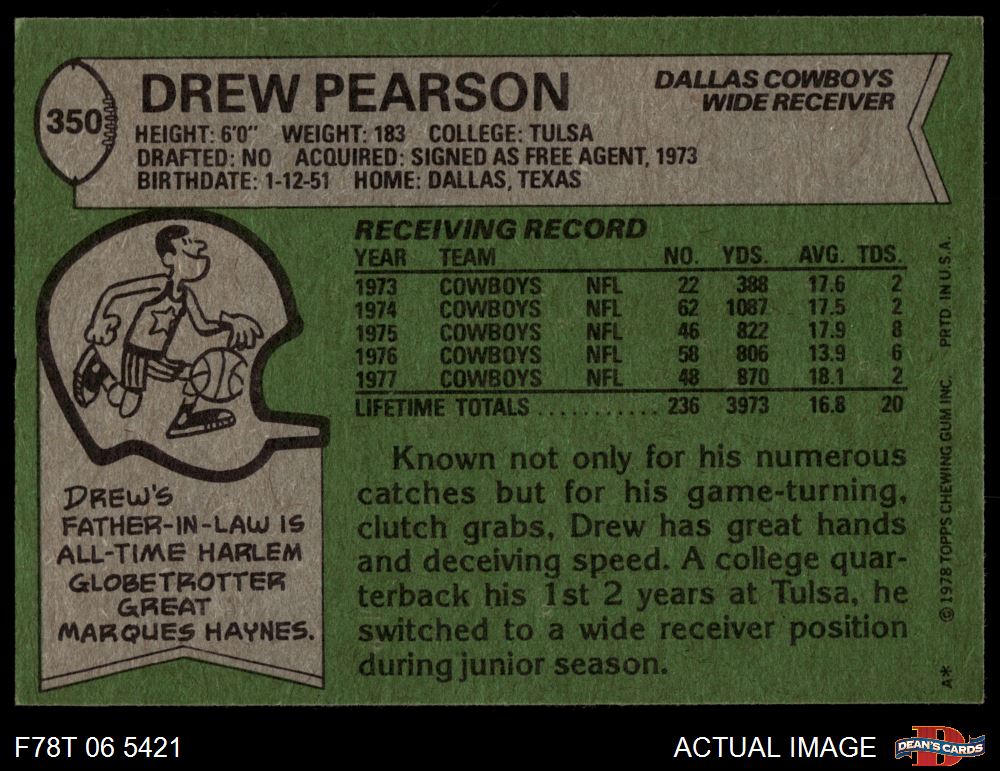 350
DREW PEARSON
DALLAS COWBOYS
WIDE RECEIVER
HEIGHT: 6'0" WEIGHT: 183 COLLEGE: TULSA
DRAFTED: NO ACQUIRED: SIGNED AS FREE AGENT, 1973
BIRTHDATE: 1-12-51 HOME: DALLAS, TEXAS
RECEIVING RECORD
YEAR TEAM NO. YDS. AVG. TDS.
1973 COWBOYS NFL 22 388 17.6 2
1974 COWBOYS NFL 62 1087 17.5 2
1975 COWBOYS NFL 46 822 17.9 8
1976 COWBOYS NFL 58 806 13.9 6
1977 COWBOYS NFL 48 870 18.1 2
LIFETIME TOTALS ........... 236 3973 16.8 20
DREW'S
FATHER-IN-LAW IS
ALL-TIME HARLEM
GLOBETROTTER
GREAT
MARQUES HAYNES.
Known not only for his numerous
catches but for his game-turning,
clutch grabs, Drew has great hands
and deceiving speed. A college quar-
terback his 1st 2 years at Tulsa, he
switched to a wide receiver position
during junior season.
A* © 1978 TOPPS CHEWING GUM INC. PRTD. IN U.S.A.
F78T 06 5421
ACTUAL IMAGE
D
DEAN'S CARDS